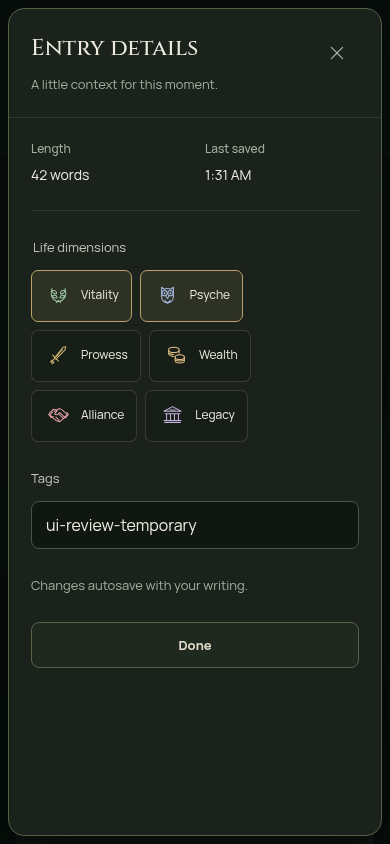 Entry details
A little context for this moment.
Length Last saved
42 words 1:31 AM
Life dimensions
Vitality Psyche
Prowess Wealth
Alliance Legacy
Tags
ui-review-temporary
Changes autosave with your writing.
Done